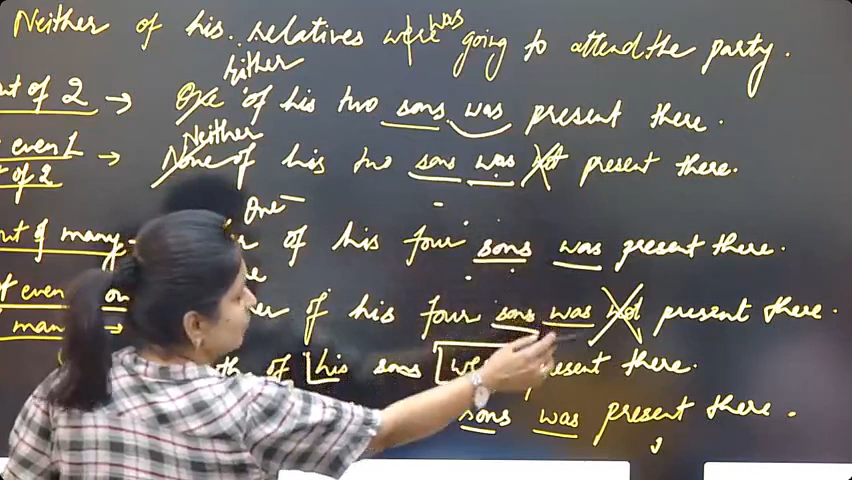 Neither of his relatives were was going to attend the party.
Either
out of 2 → One of his two sons was present there.
Neither
even 1 → None of his two sons was not present there.
of 2
One
out of many of his four sons was present there.
even one of his four sons was not present there.
many
of his sons were present there.
sons was present there.